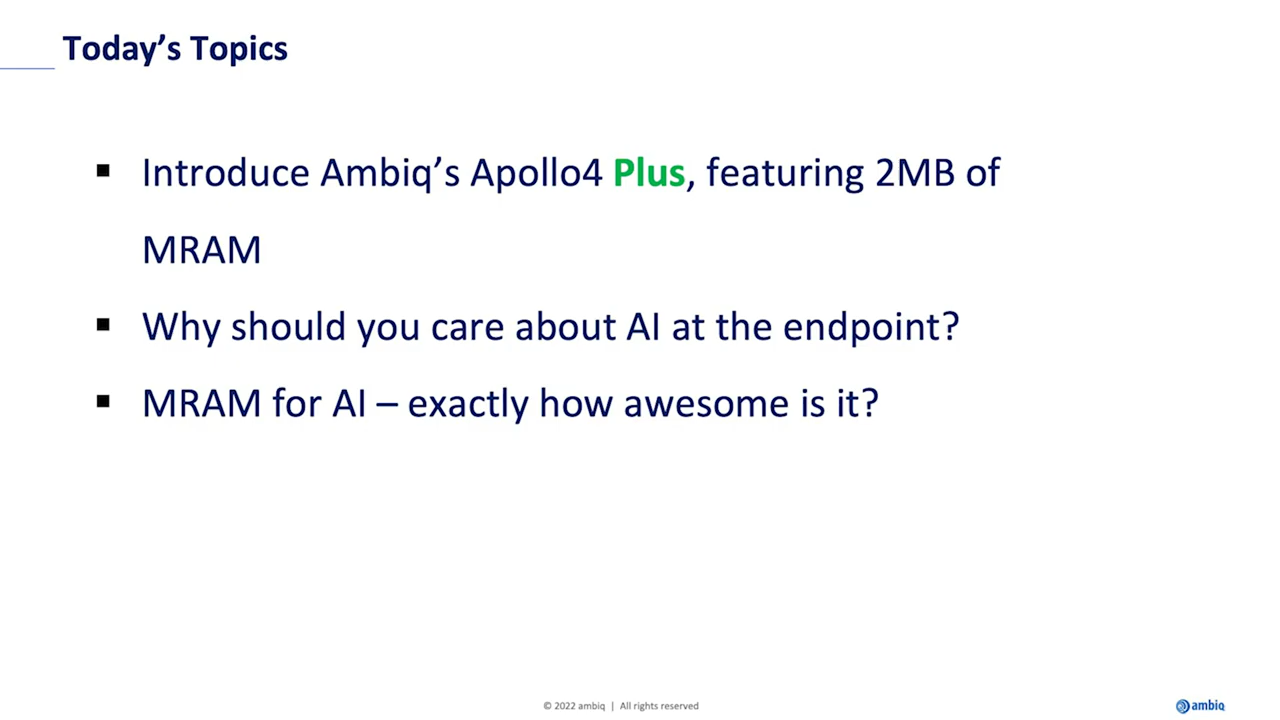 Today’s Topics
▪ Introduce Ambiq’s Apollo4 Plus, featuring 2MB of
MRAM
▪ Why should you care about AI at the endpoint?
▪ MRAM for AI – exactly how awesome is it?
© 2022 ambiq | All rights reserved
ambiq